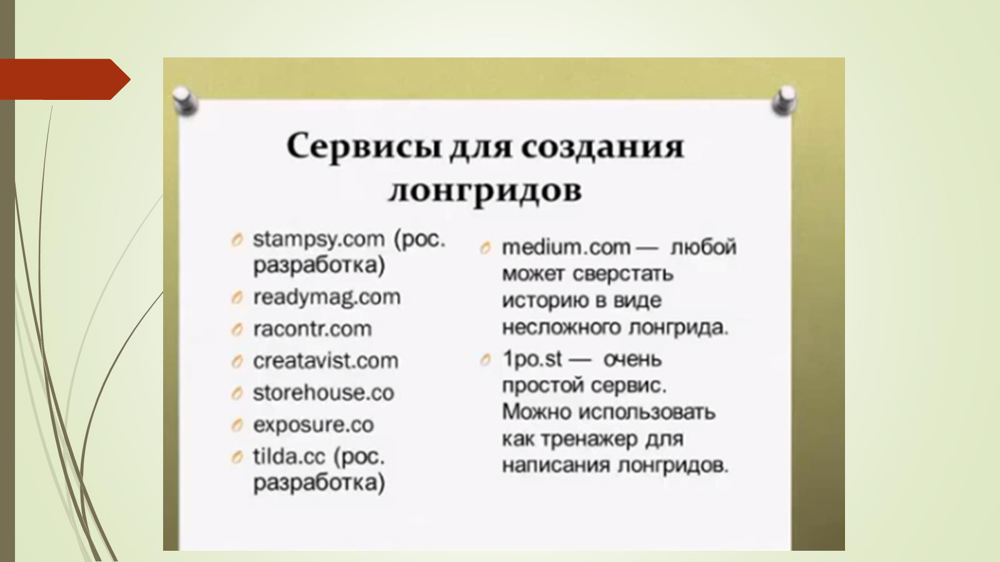 Сервисы для создания
лонгридов
stampsy.com (рос.
разработка)
readymag.com
racontr.com
creatavist.com
storehouse.co
exposure.co
tilda.cc (рос.
разработка)
medium.com — любой
может сверстать
историю в виде
несложного лонгрида.
1po.st — очень
простой сервис.
Можно использовать
как тренажер для
написания лонгридов.